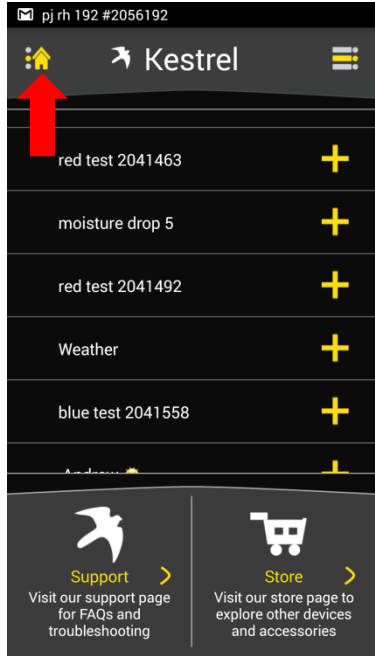 pj rh 192 #2056192
Kestrel
red test 2041463
moisture drop 5
red test 2041492
Weather
blue test 2041558
Andrew
Support
Visit our support page
for FAQs and
troubleshooting
Store
Visit our store page to
explore other devices
and accessories